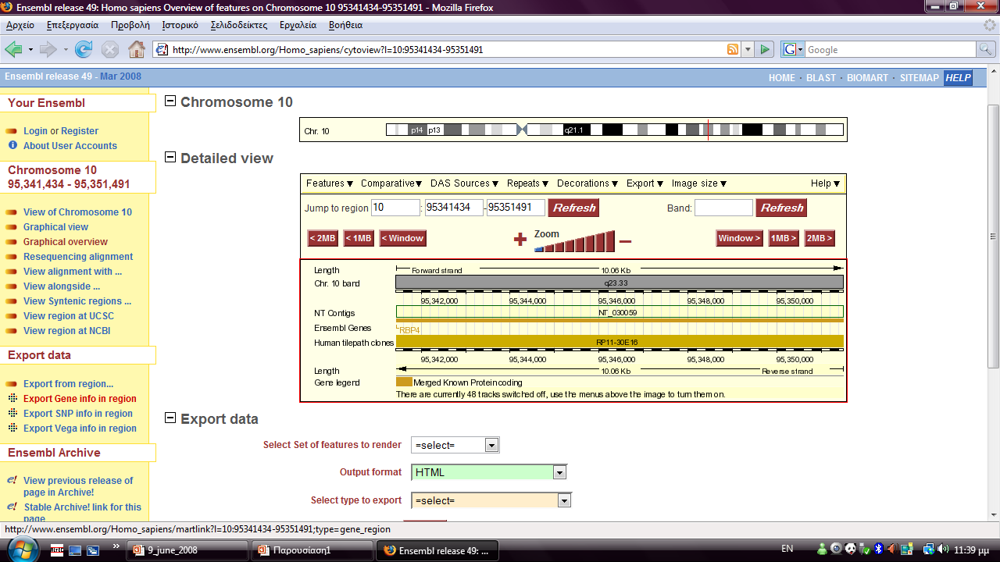 Ensembl release 49: Homo sapiens Overview of features on Chromosome 10 95341434-95351491 - Mozilla Firefox
Αρχείο Επεξεργασία Προβολή Ιστορικό Σελιδοδείκτες Εργαλεία Βοήθεια
http://www.ensembl.org/Homo_sapiens/cytoview?l=10:95341434-95351491
Google
Ensembl release 49 - Mar 2008
HOME · BLAST · BIOMART · SITEMAP HELP
Your Ensembl
Login or Register
About User Accounts
Chromosome 10
95,341,434 - 95,351,491
View of Chromosome 10
Graphical view
Graphical overview
Resequencing alignment
View alignment with ...
View alongside ...
View Syntenic regions ...
View region at UCSC
View region at NCBI
Export data
Export from region...
Export Gene info in region
Export SNP info in region
Export Vega info in region
Ensembl Archive
View previous release of
page in Archive!
Stable Archive! link for this
page
Chromosome 10
Chr. 10 p14 p13 q21.1
Detailed view
Features Comparative DAS Sources Repeats Decorations Export Image size Help
Jump to region 10 : 95341434 - 95351491 Refresh Band: Refresh
< 2MB < 1MB < Window + Zoom − Window > 1MB > 2MB >
Length Forward strand 10.06 Kb
Chr. 10 band q23.33
95,342,000 95,344,000 95,346,000 95,348,000 95,350,000
NT Contigs NT_030059
Ensembl Genes RBP4
Human tilepath clones RP11-30E16
95,342,000 95,344,000 95,346,000 95,348,000 95,350,000
Length 10.06 Kb Reverse strand
Gene legend Merged Known Protein coding
There are currently 48 tracks switched off, use the menus above the image to turn them on.
Export data
Select Set of features to render =select=
Output format HTML
Select type to export =select=
http://www.ensembl.org/Homo_sapiens/martlink?l=10:95341434-95351491;type=gene_region
9_june_2008 Παρουσίαση1 Ensembl release 49: ... EN 11:39 μμ